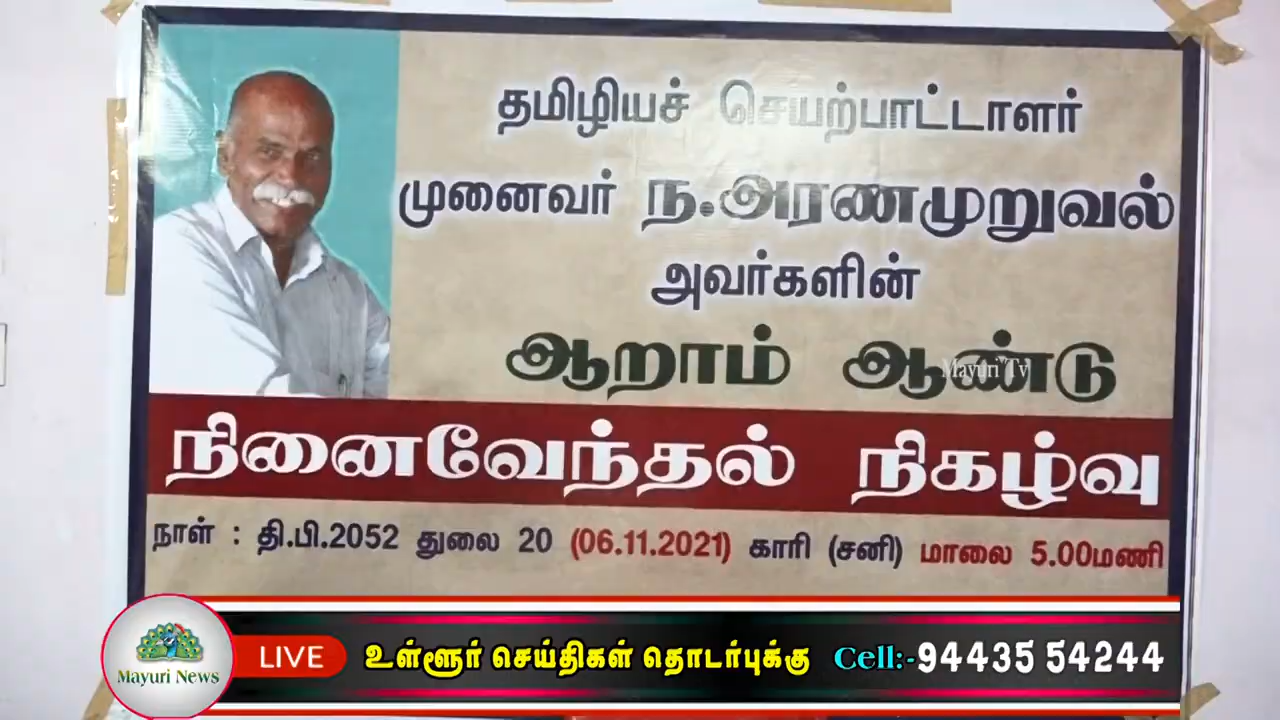 தமிழியச் செயற்பாட்டாளர்
முனைவர் ந.அரணமுறுவல்
அவர்களின்
ஆறாம் ஆண்டு
Mayuri Tv
நினைவேந்தல் நிகழ்வு
நாள் : தி.பி.2052 துலை 20 (06.11.2021) காரி (சனி) மாலை 5.00மணி
Mayuri News
LIVE
உள்ளூர் செய்திகள் தொடர்புக்கு Cell:-94435 54244